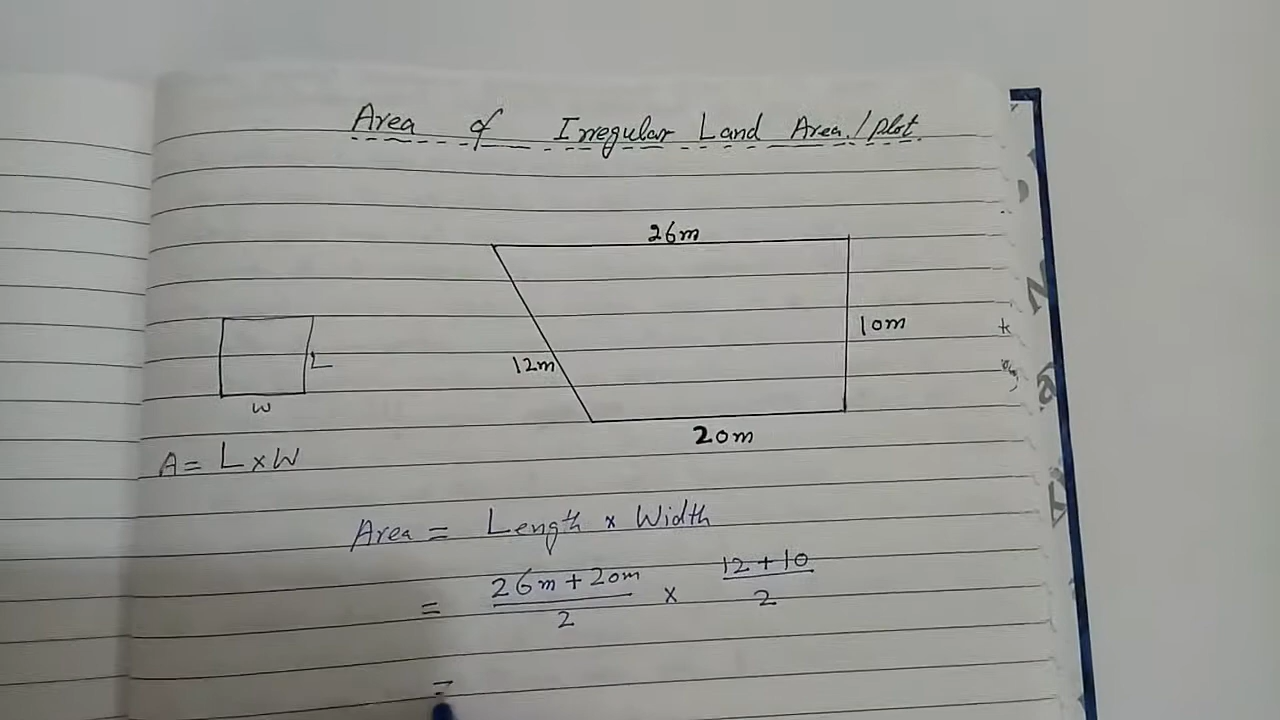 Area of Irregular Land Area/Plot
26m
10m
L
12m
W
20m
A = L x W
Area = Length x Width
= 26m + 20m / 2 x 12 + 10 / 2
=